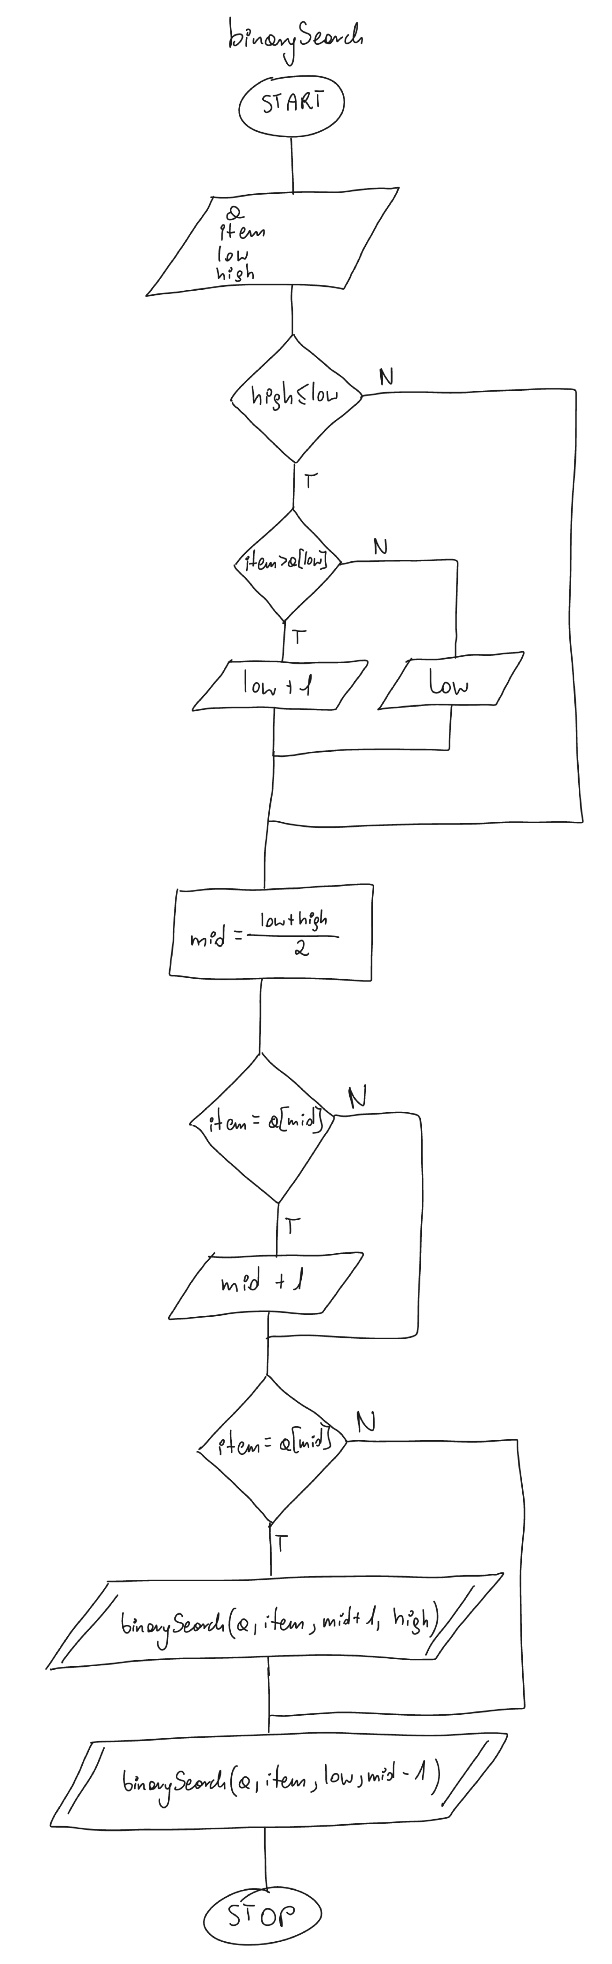 binarySearch
START
a
item
low
high
high≤low
N
T
item>a[low]
N
T
low + 1
low
mid = low+high
2
item = a[mid]
N
T
mid + 1
item = a[mid]
N
T
binarySearch(a, item, mid+1, high)
binarySearch(a, item, low, mid - 1)
STOP